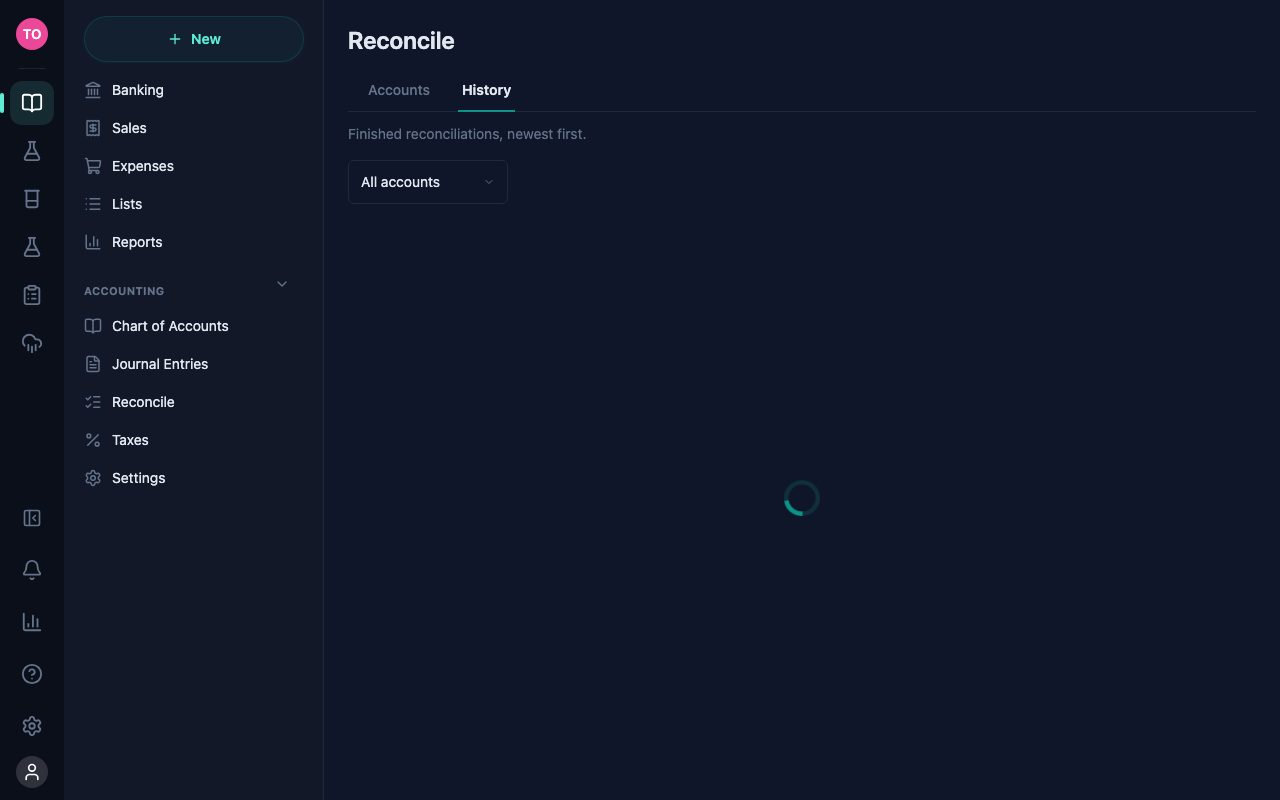 TO
New
Banking
Sales
Expenses
Lists
Reports
ACCOUNTING
Chart of Accounts
Journal Entries
Reconcile
Taxes
Settings
Reconcile
Accounts
History
Finished reconciliations, newest first.
All accounts